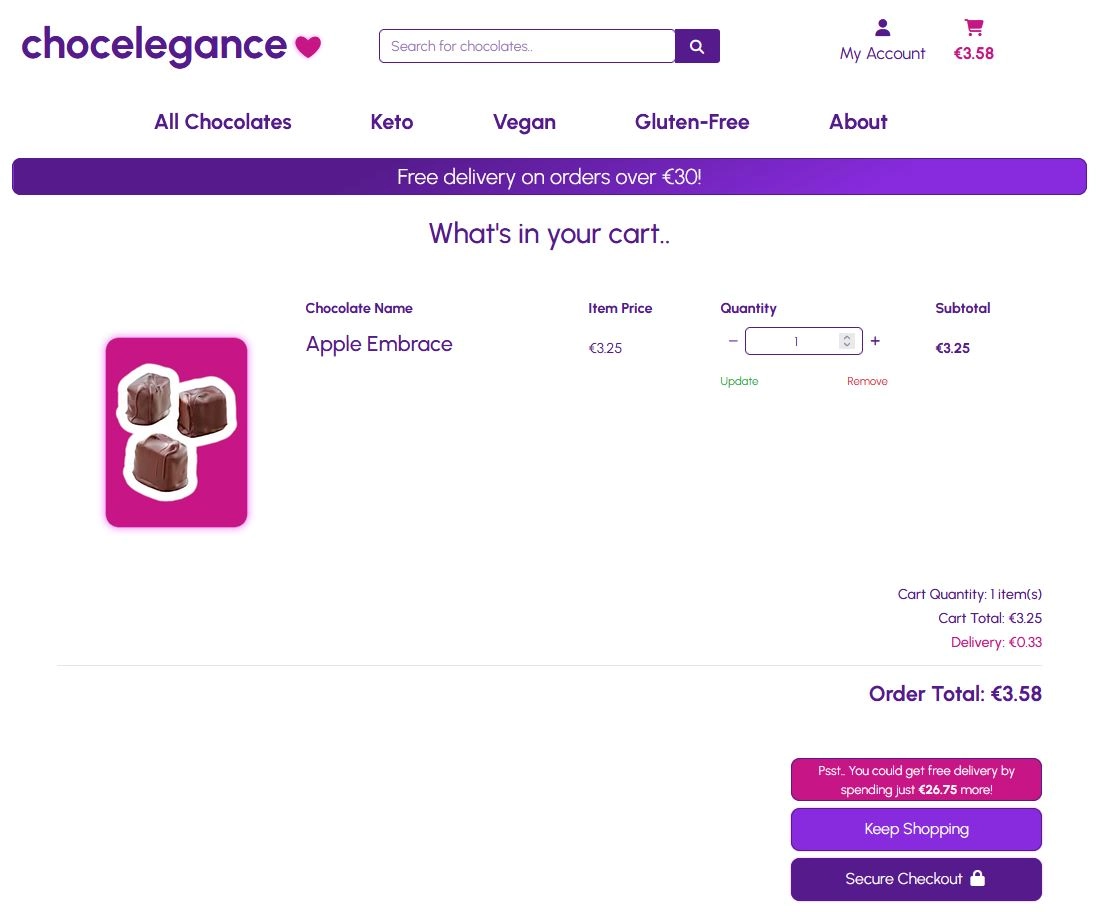 chocelegance
Search for chocolates..
My Account
€3.58
All Chocolates
Keto
Vegan
Gluten-Free
About
Free delivery on orders over €30!
What's in your cart..
Chocolate Name
Item Price
Quantity
Subtotal
Apple Embrace
€3.25
− 1 +
€3.25
Update
Remove
Cart Quantity: 1 item(s)
Cart Total: €3.25
Delivery: €0.33
Order Total: €3.58
Psst.. You could get free delivery by
spending just €26.75 more!
Keep Shopping
Secure Checkout